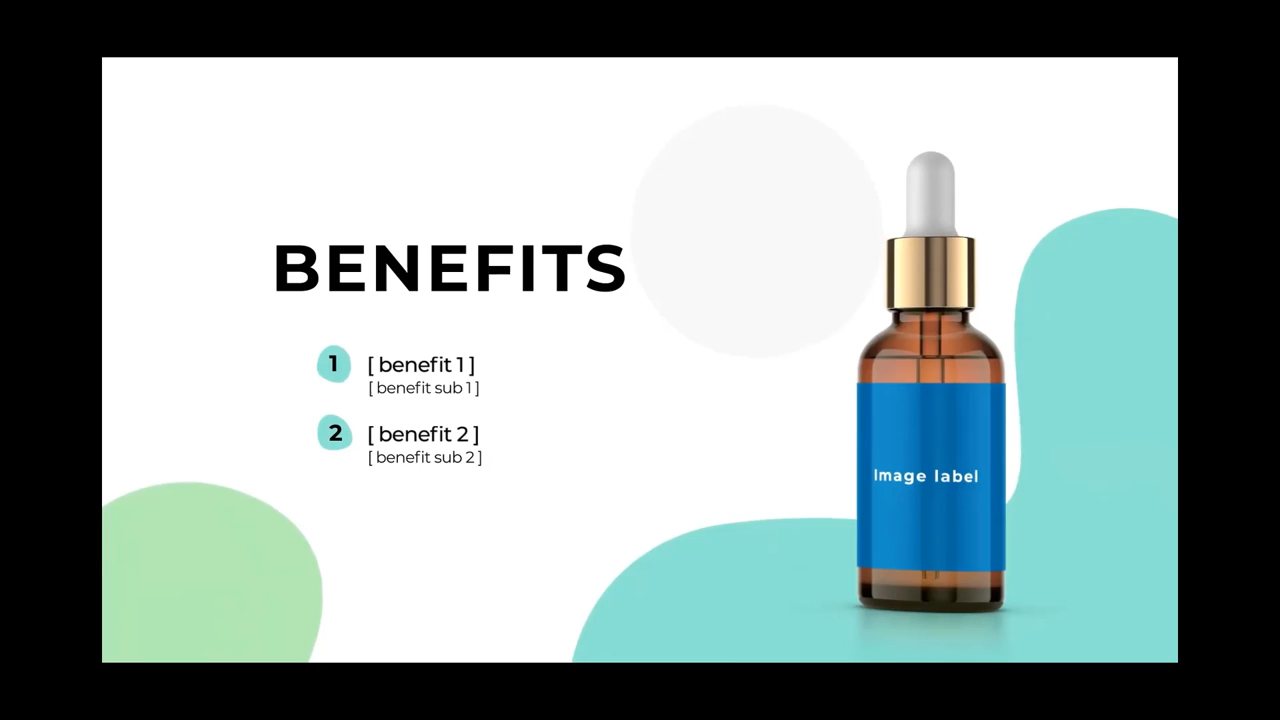 BENEFITS
1 [ benefit 1 ]
[ benefit sub 1 ]
2 [ benefit 2 ]
[ benefit sub 2 ]
Image label